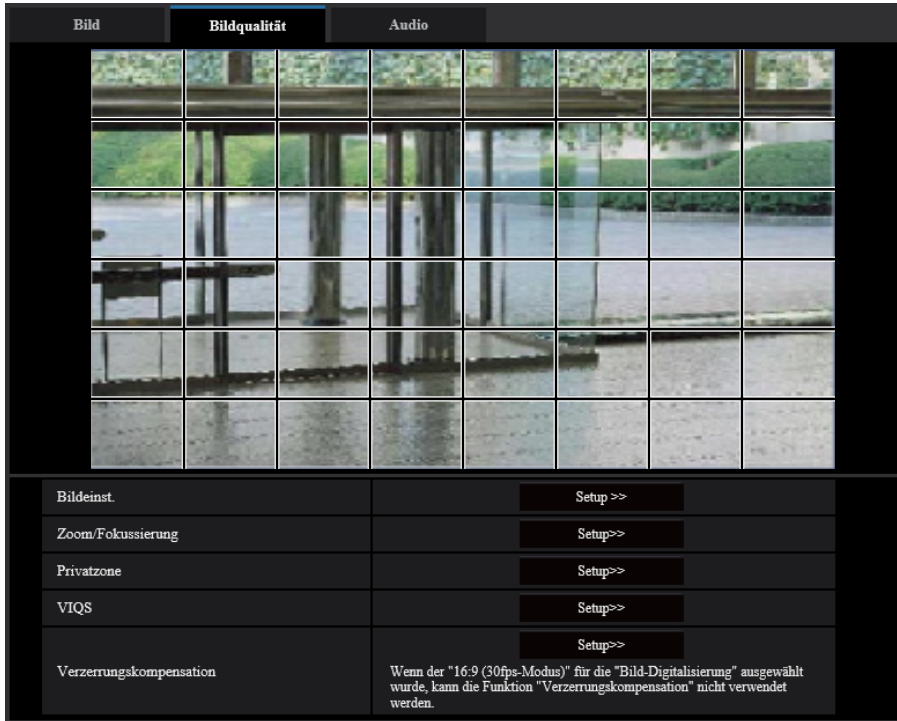 Bild Bildqualität Audio
Bildeinst. Setup >>
Zoom/Fokussierung Setup>>
Privatzone Setup>>
VIQS Setup>>
Verzerrungskompensation Setup>>
Wenn der "16:9 (30fps-Modus)" für die "Bild-Digitalisierung" ausgewählt
wurde, kann die Funktion "Verzerrungskompensation" nicht verwendet
werden.